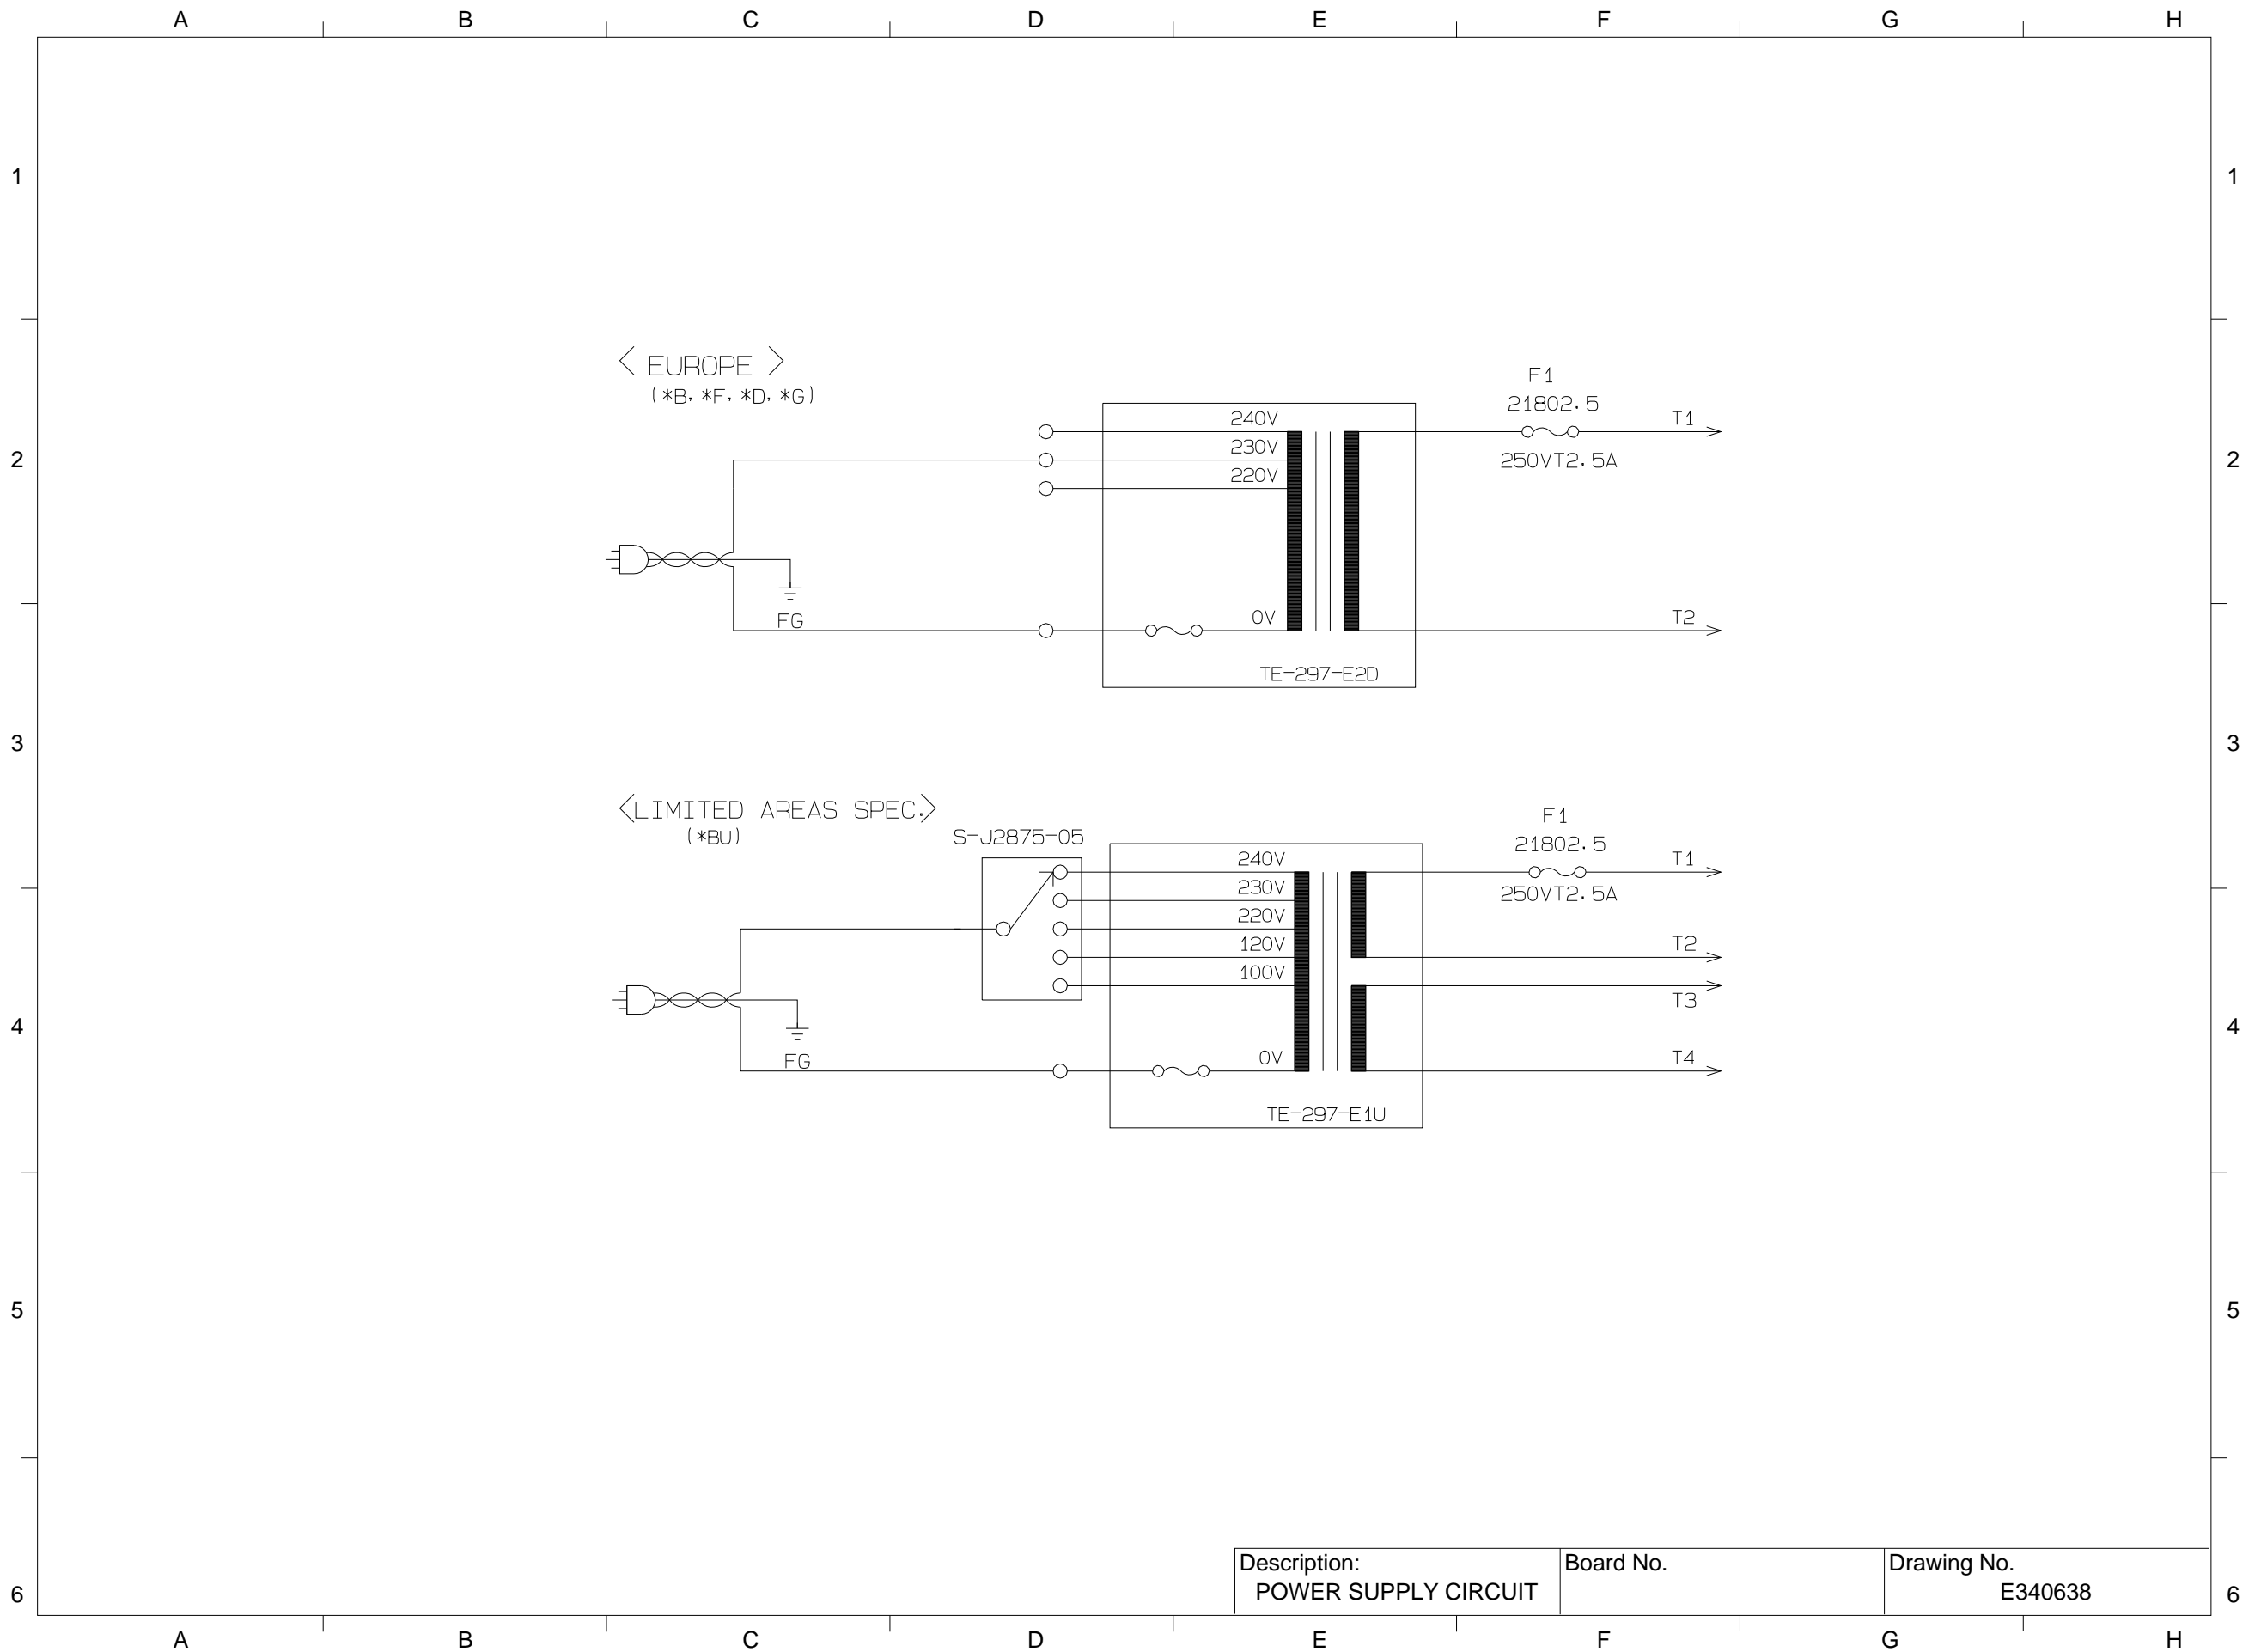 A B C D E F G H
1 1
< EUROPE >
(*B, *F, *D, *G)
F1
21802.5
240V
T1
230V
250VT2.5A
2 2
220V
0V
T2
FG
TE-297-E2D
3 3
<LIMITED AREAS SPEC.>
(*BU)
S-J2875-05
F1
21802.5
240V
T1
230V
250VT2.5A
220V
120V
T2
100V
T3
4 4
0V
T4
FG
TE-297-E1U
5 5
Description: Board No. Drawing No.
POWER SUPPLY CIRCUIT E340638
6 6
A B C D E F G H